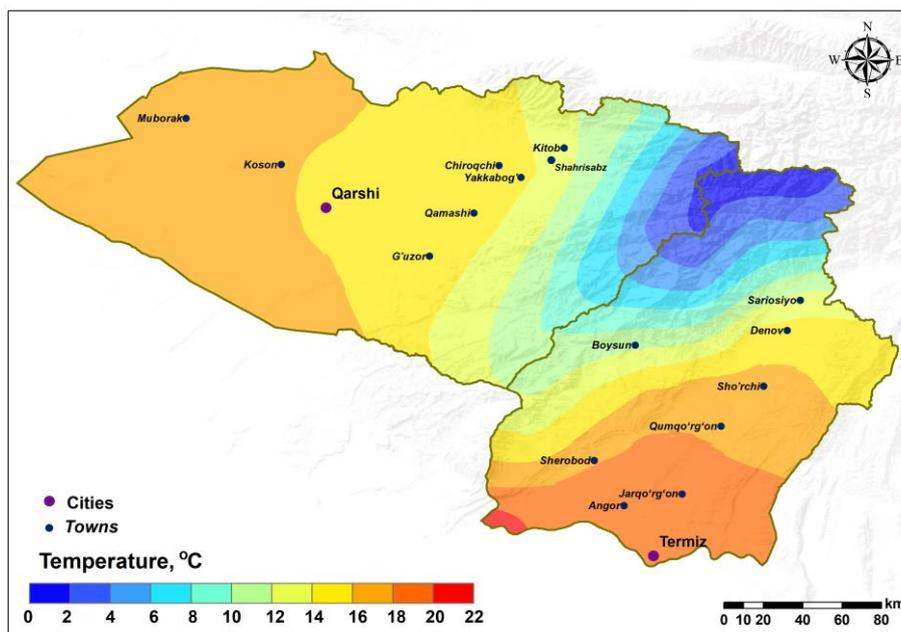 N
W E
S
Muborak
Kitob
Koson
Chiroqchi
Shahrisabz
Yakkabog'
Qarshi
Qamashi
G'uzor
Sariosiyo
Denov
Boysun
Sho'rchi
Qumqo'rg'on
Sherobod
Jarqo'rg'on
Angor
Termiz
Cities
Towns
Temperature, °C
0 2 4 6 8 10 12 14 16 18 20 22
km
0 10 20 40 60 80